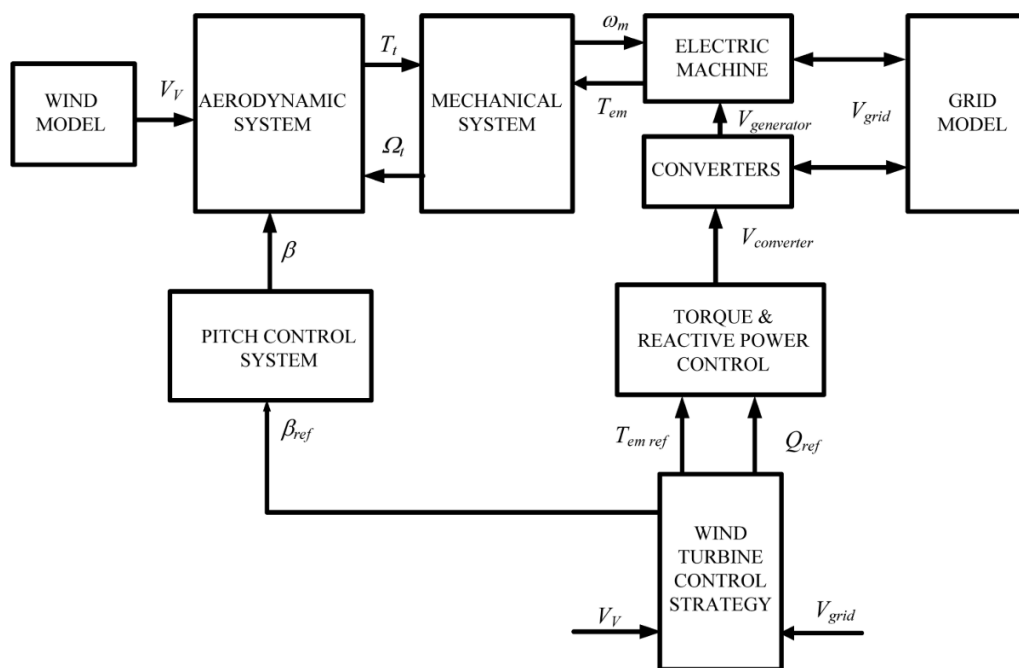 WIND
MODEL
V_V
AERODYNAMIC
SYSTEM
T_t
Ω_t
MECHANICAL
SYSTEM
ω_m
T_em
ELECTRIC
MACHINE
V_generator
CONVERTERS
V_grid
GRID
MODEL
V_converter
β
PITCH CONTROL
SYSTEM
TORQUE &
REACTIVE POWER
CONTROL
β_ref
T_em ref
Q_ref
WIND
TURBINE
CONTROL
STRATEGY
V_V
V_grid